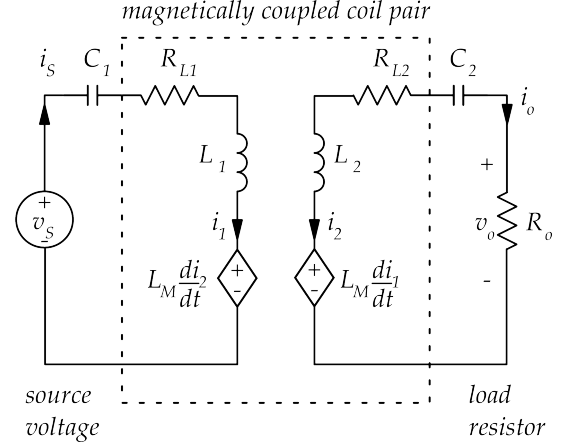 magnetically coupled coil pair
i_S C_1 R_L1 R_L2 C_2
i_o
L_1 L_2
+
+ v_S -
i_1 i_2
v_o R_o
L_M di_2/dt + - + - L_M di_1/dt
-
source voltage
load resistor